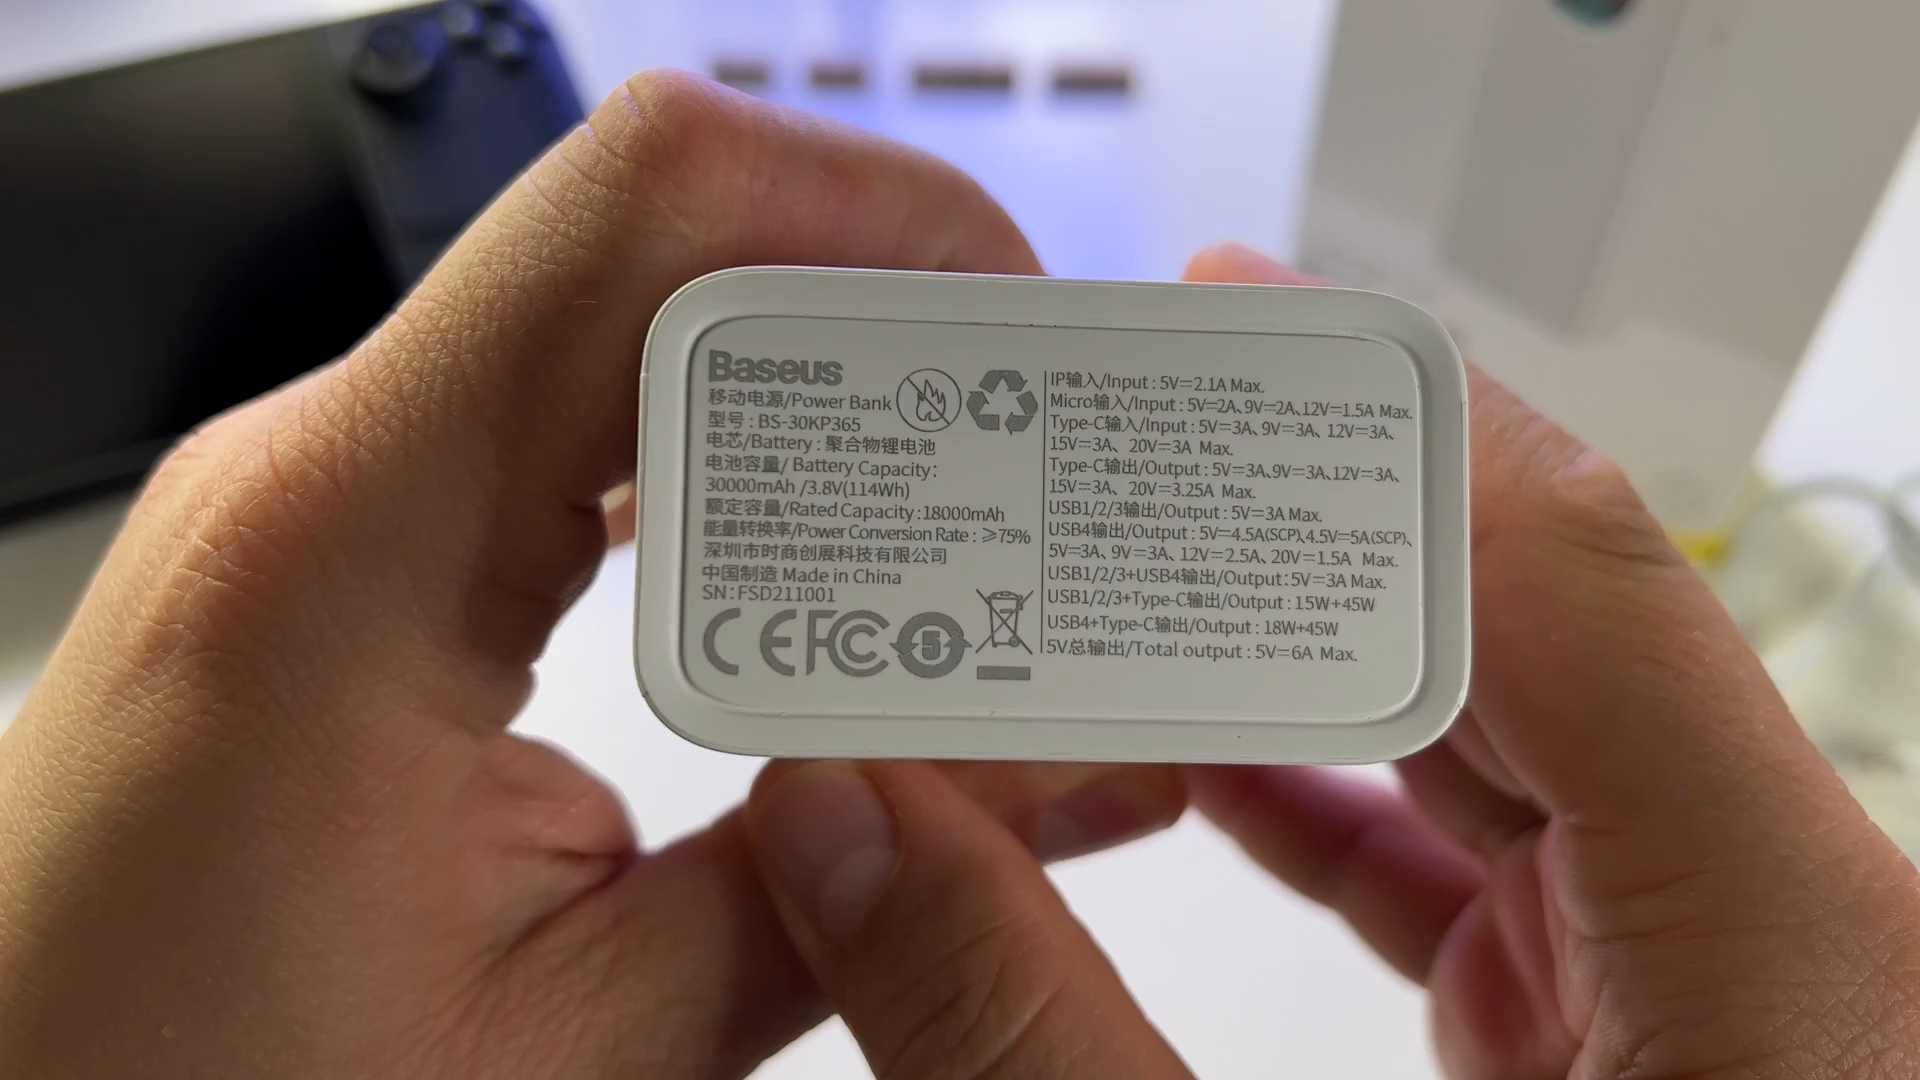 Baseus
移动电源/Power Bank
型号 : BS-30KP365
电芯/Battery : 聚合物锂电池
电池容量/ Battery Capacity:
30000mAh /3.8V(114Wh)
额定容量/Rated Capacity :18000mAh
能量转换率/Power Conversion Rate : ⩾75%
深圳市时商创展科技有限公司
中国制造 Made in China
SN:FSD211001
CE FC 5
IP输入/Input : 5V=2.1A Max.
Micro输入/Input : 5V=2A、9V=2A、12V=1.5A Max.
Type-C输入/Input : 5V=3A、9V=3A、12V=3A、
15V=3A、20V=3A Max.
Type-C输出/Output : 5V=3A、9V=3A、12V=3A、
15V=3A、20V=3.25A Max.
USB1/2/3输出/Output : 5V=3A Max.
USB4输出/Output : 5V=4.5A(SCP)、4.5V=5A(SCP)、
5V=3A、9V=3A、12V=2.5A、20V=1.5A Max.
USB1/2/3+USB4输出/Output:5V=3A Max.
USB1/2/3+Type-C输出/Output : 15W+45W
USB4+Type-C输出/Output : 18W+45W
5V总输出/Total output : 5V=6A Max.